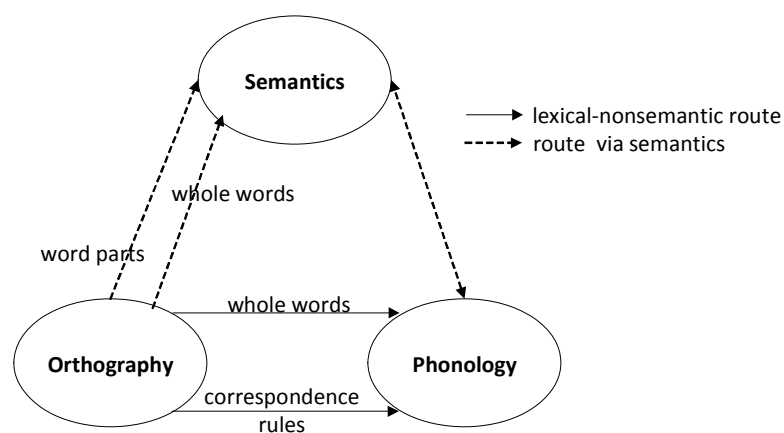 Semantics
lexical-nonsemantic route
route via semantics
whole words
word parts
whole words
Orthography
Phonology
correspondence
rules